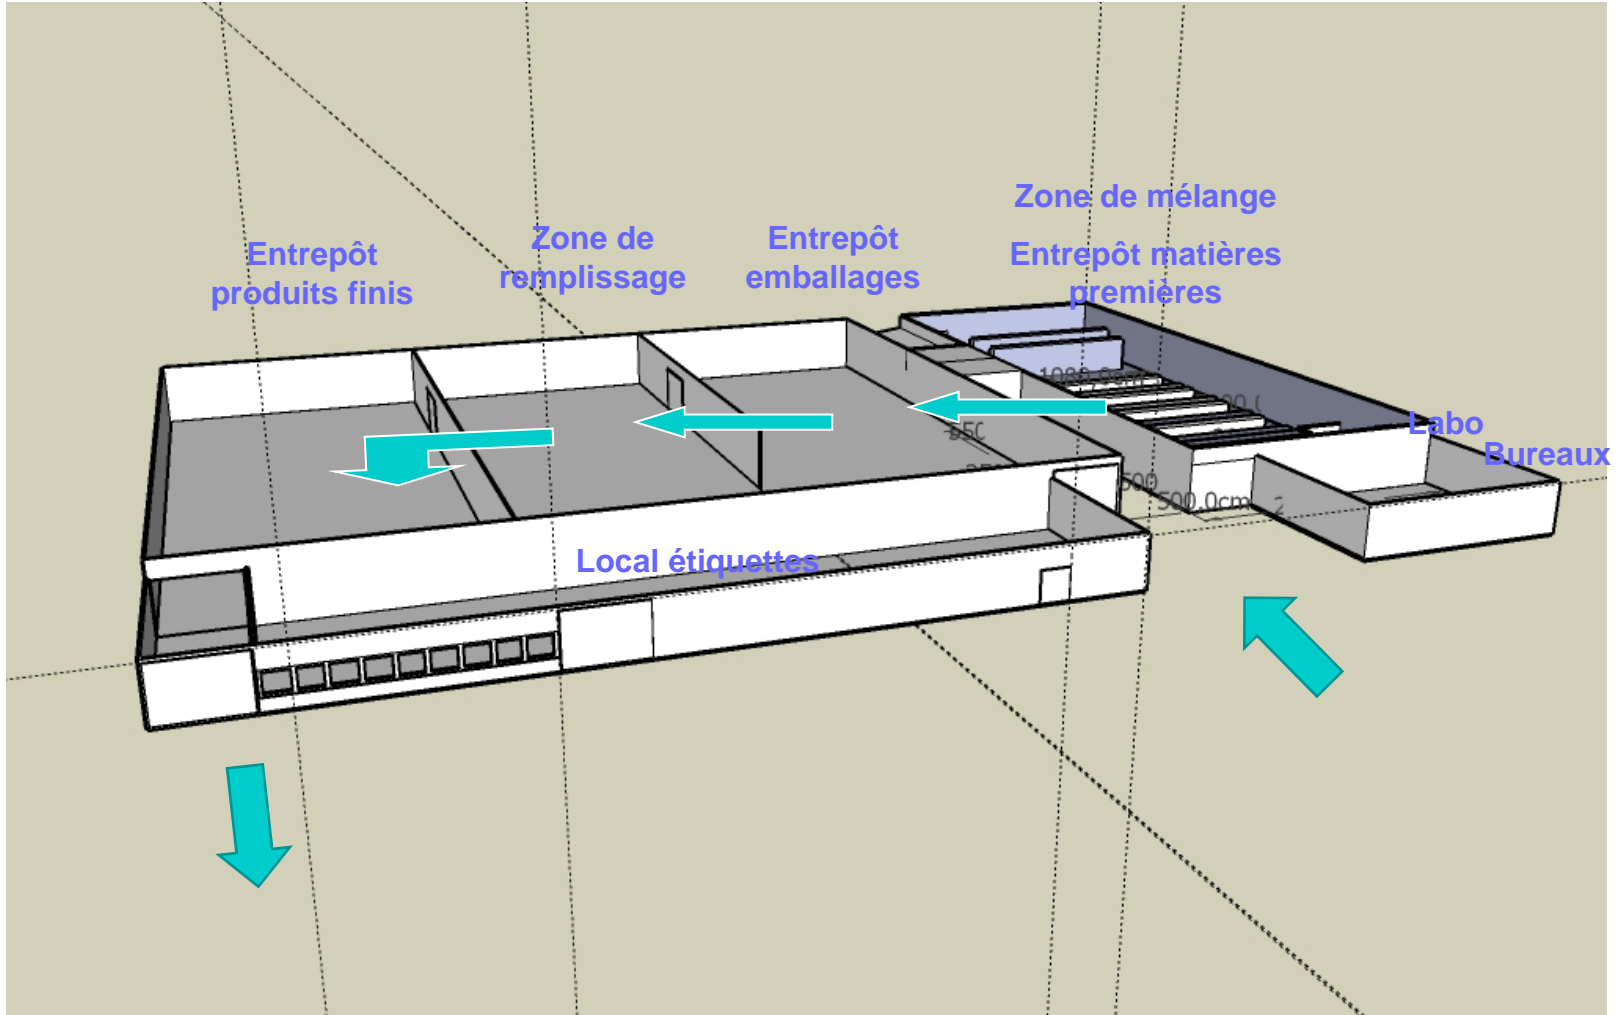 Zone de mélange
Entrepôt
produits finis
Zone de
remplissage
Entrepôt
emballages
Entrepôt matières
premières
Labo
Bureaux
500
500.0cm
Local étiquettes